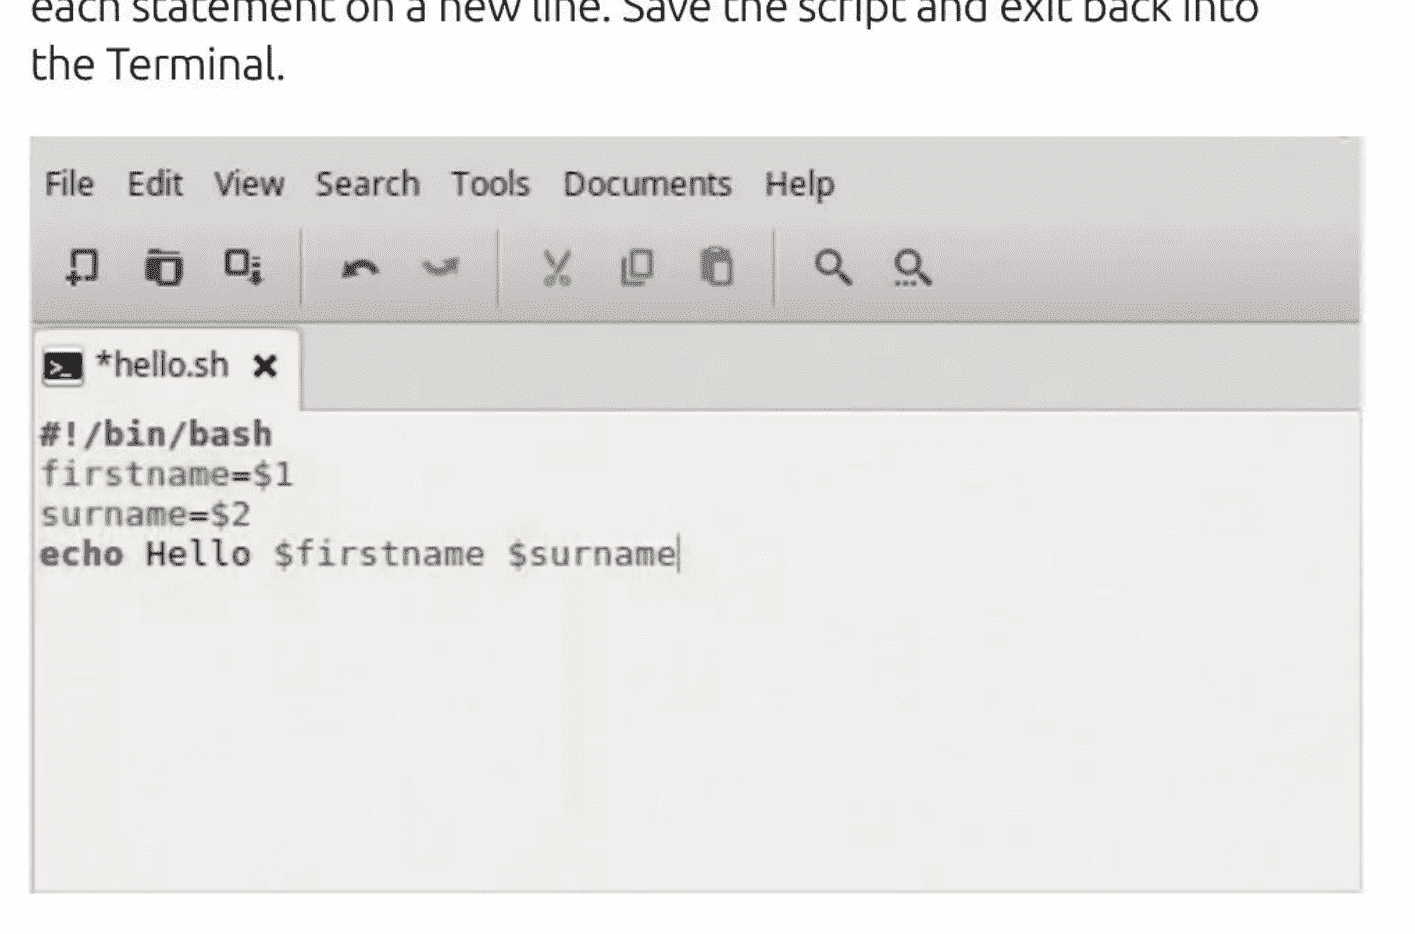 each statement on a new line. Save the script and exit back into
the Terminal.
File Edit View Search Tools Documents Help
*hello.sh
#!/bin/bash
firstname=$1
surname=$2
echo Hello $firstname $surname